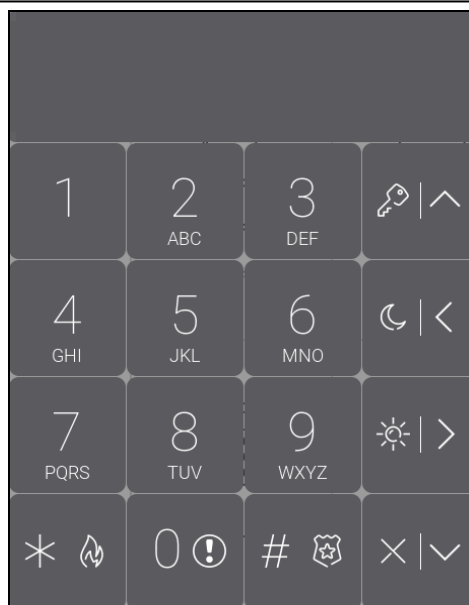 1 2 3
ABC DEF
4 5 6
GHI JKL MNO
7 8 9
PQRS TUV WXYZ
* 0 #